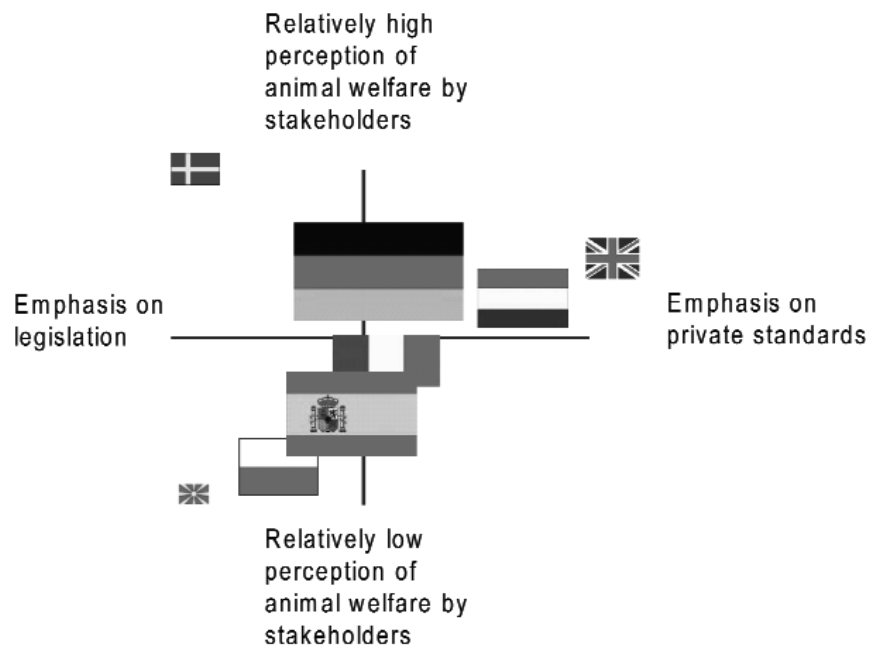 Relatively high
perception of
animal welfare by
stakeholders
Emphasis on
legislation
Emphasis on
private standards
Relatively low
perception of
animal welfare by
stakeholders